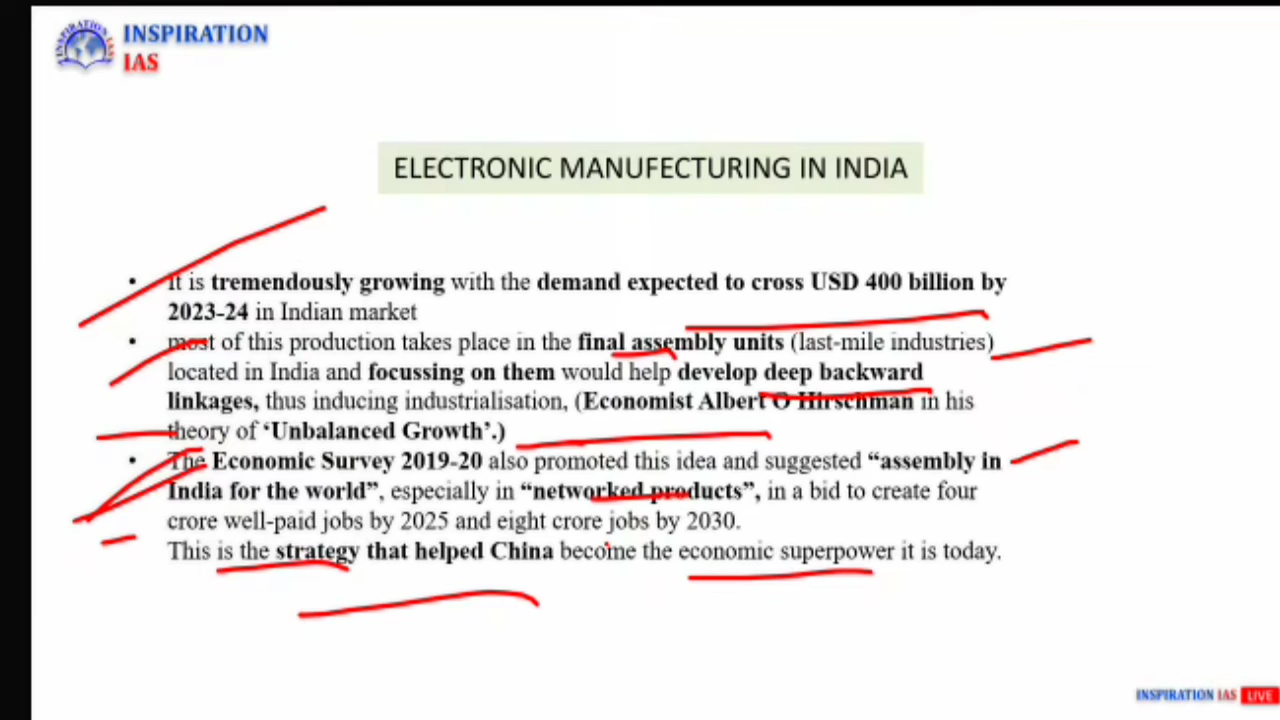 INSPIRATION
IAS
ELECTRONIC MANUFECTURING IN INDIA
• It is tremendously growing with the demand expected to cross USD 400 billion by
2023-24 in Indian market
• most of this production takes place in the final assembly units (last-mile industries)
located in India and focussing on them would help develop deep backward
linkages, thus inducing industrialisation, (Economist Albert O Hirschman in his
theory of ‘Unbalanced Growth’.)
• The Economic Survey 2019-20 also promoted this idea and suggested “assembly in
India for the world”, especially in “networked products”, in a bid to create four
crore well-paid jobs by 2025 and eight crore jobs by 2030.
This is the strategy that helped China become the economic superpower it is today.
INSPIRATION IAS LIVE